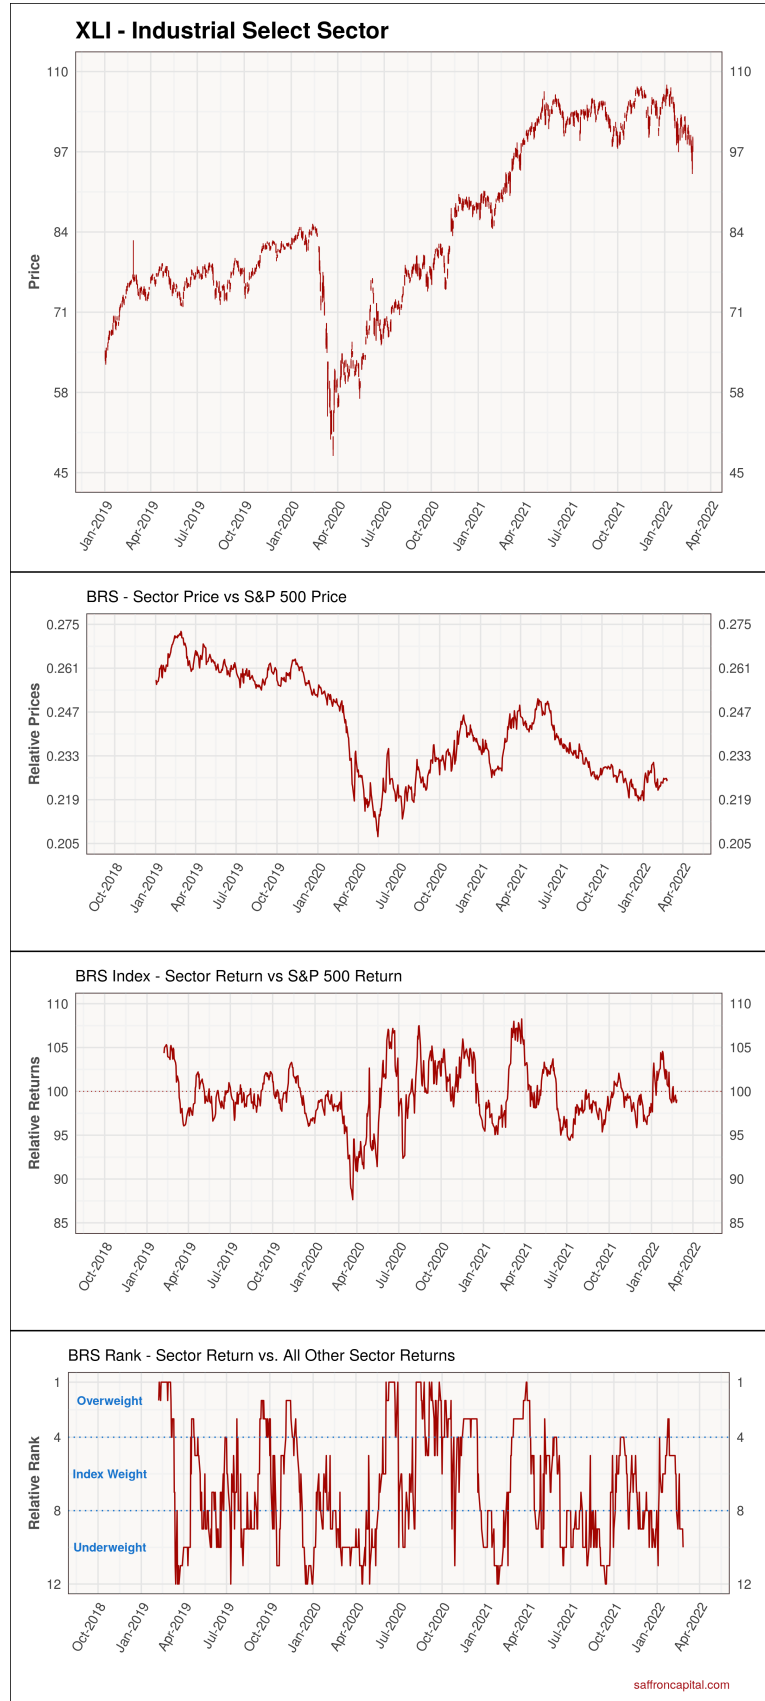 XLI - Industrial Select Sector
110 110
97 97
84 84
Price
71 71
58 58
45 45
Jan-2019 Apr-2019 Jul-2019 Oct-2019 Jan-2020 Apr-2020 Jul-2020 Oct-2020 Jan-2021 Apr-2021 Jul-2021 Oct-2021 Jan-2022 Apr-2022
BRS - Sector Price vs S&P 500 Price
0.275 0.275
0.261 0.261
0.247 0.247
Relative Prices
0.233 0.233
0.219 0.219
0.205 0.205
Oct-2018 Jan-2019 Apr-2019 Jul-2019 Oct-2019 Jan-2020 Apr-2020 Jul-2020 Oct-2020 Jan-2021 Apr-2021 Jul-2021 Oct-2021 Jan-2022 Apr-2022
BRS Index - Sector Return vs S&P 500 Return
110 110
105 105
100 100
Relative Returns
95 95
90 90
85 85
Oct-2018 Jan-2019 Apr-2019 Jul-2019 Oct-2019 Jan-2020 Apr-2020 Jul-2020 Oct-2020 Jan-2021 Apr-2021 Jul-2021 Oct-2021 Jan-2022 Apr-2022
BRS Rank - Sector Return vs. All Other Sector Returns
1 1
Overweight
4 4
Relative Rank
Index Weight
8 8
Underweight
12 12
Oct-2018 Jan-2019 Apr-2019 Jul-2019 Oct-2019 Jan-2020 Apr-2020 Jul-2020 Oct-2020 Jan-2021 Apr-2021 Jul-2021 Oct-2021 Jan-2022 Apr-2022
saffroncapital.com